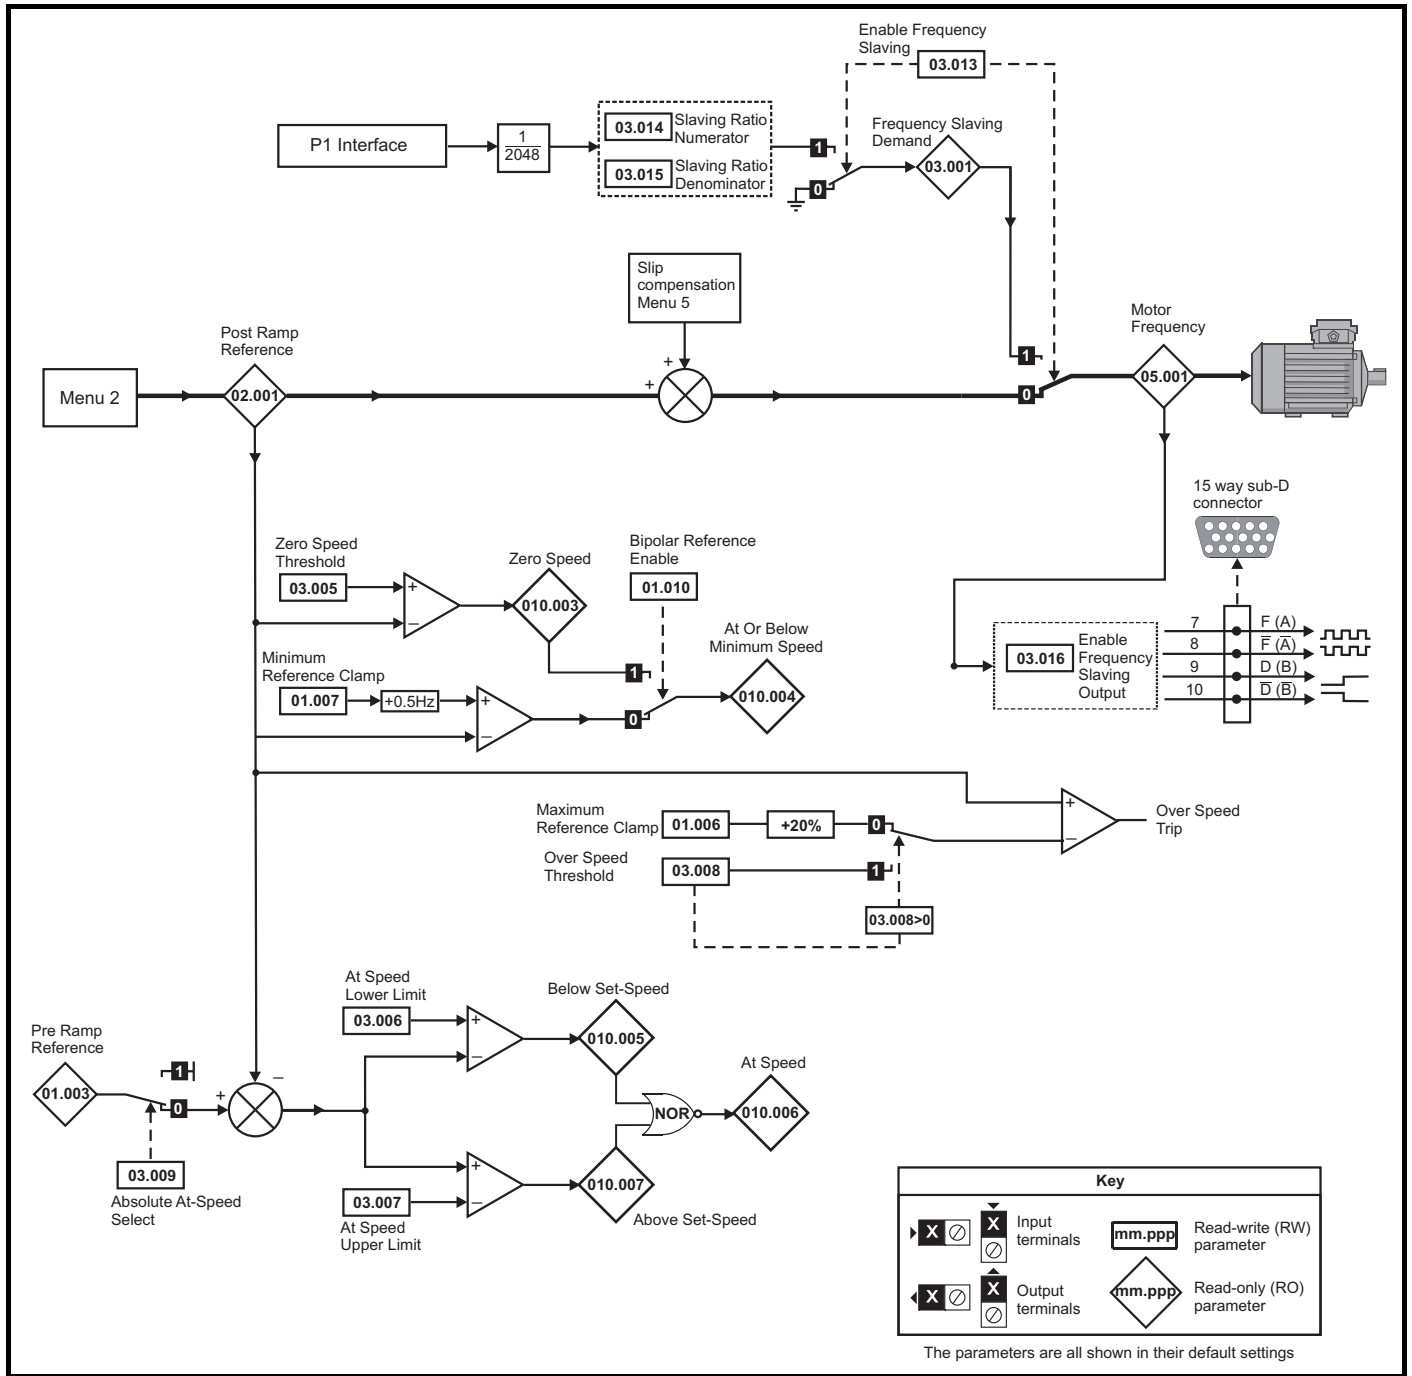 Enable Frequency
Slaving
03.013
P1 Interface
1
2048
03.014
Slaving Ratio
Numerator
03.015
Slaving Ratio
Denominator
1
0
Frequency Slaving
Demand
03.001
Slip
compensation
Menu 5
Post Ramp
Reference
Menu 2
02.001
+
+
1
0
Motor
Frequency
05.001
15 way sub-D
connector
Zero Speed
Threshold
03.005
+
–
Zero Speed
010.003
Bipolar Reference
Enable
01.010
At Or Below
Minimum Speed
010.004
1
0
Minimum
Reference Clamp
01.007
+0.5Hz
+
–
03.016
Enable
Frequency
Slaving
Output
7
F (A)
8
F̅ (A̅)
9
D (B)
10
D̅ (B̅)
Maximum
Reference Clamp
01.006
+20%
0
Over Speed
Threshold
03.008
1
03.008>0
+
–
Over Speed
Trip
At Speed
Lower Limit
03.006
+
–
Below Set-Speed
010.005
Pre Ramp
Reference
01.003
1
0
+
–
03.009
Absolute At-Speed
Select
NOR
At Speed
010.006
+
–
03.007
At Speed
Upper Limit
010.007
Above Set-Speed
Key
X
X
Input
terminals
mm.ppp
Read-write (RW)
parameter
X
X
Output
terminals
mm.ppp
Read-only (RO)
parameter
The parameters are all shown in their default settings